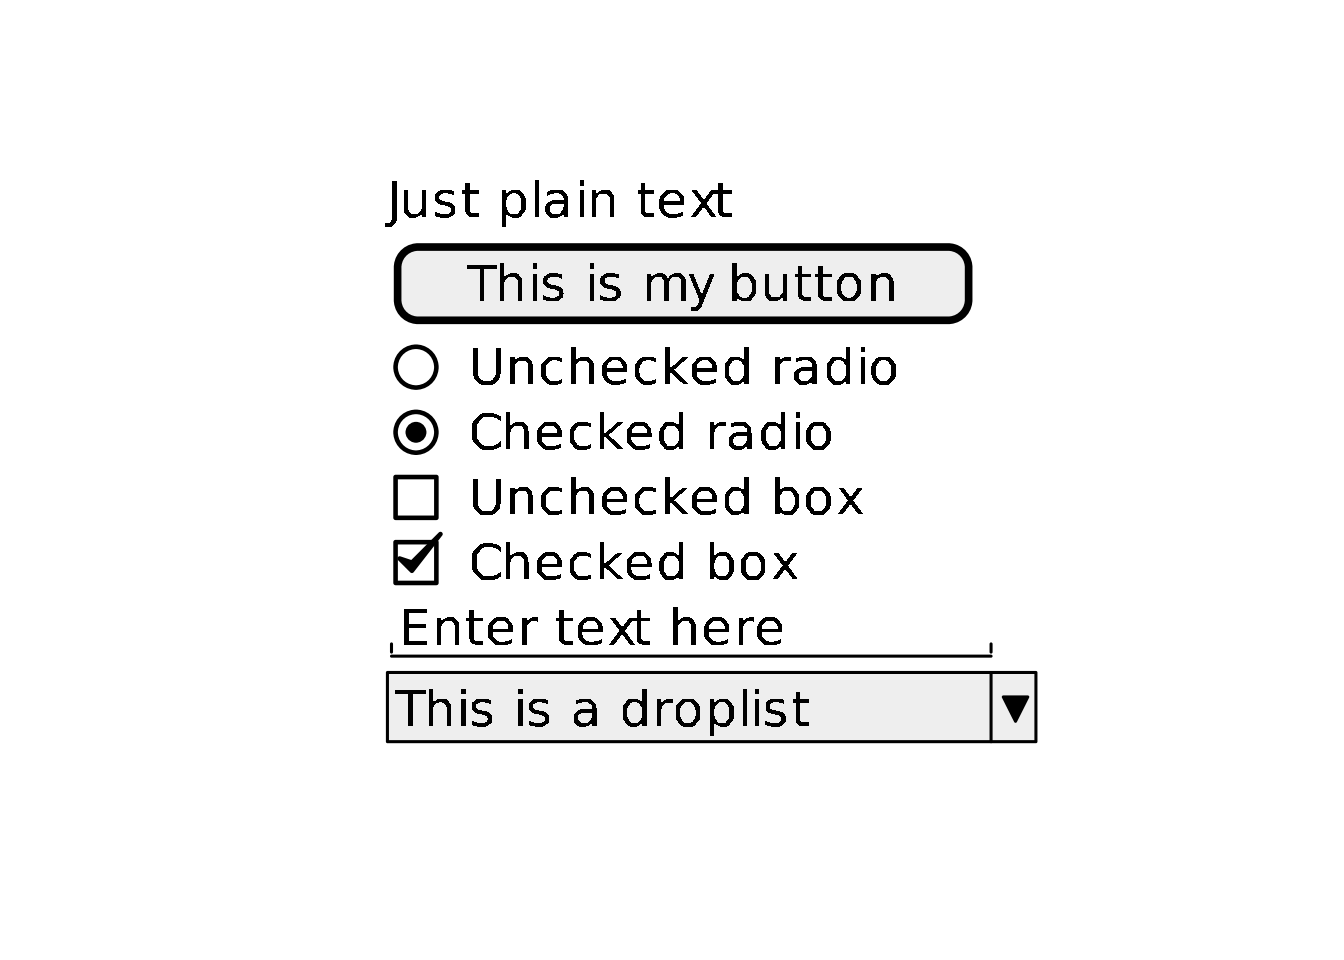 Just plain text
This is my button
Unchecked radio
Checked radio
Unchecked box
Checked box
Enter text here
This is a droplist